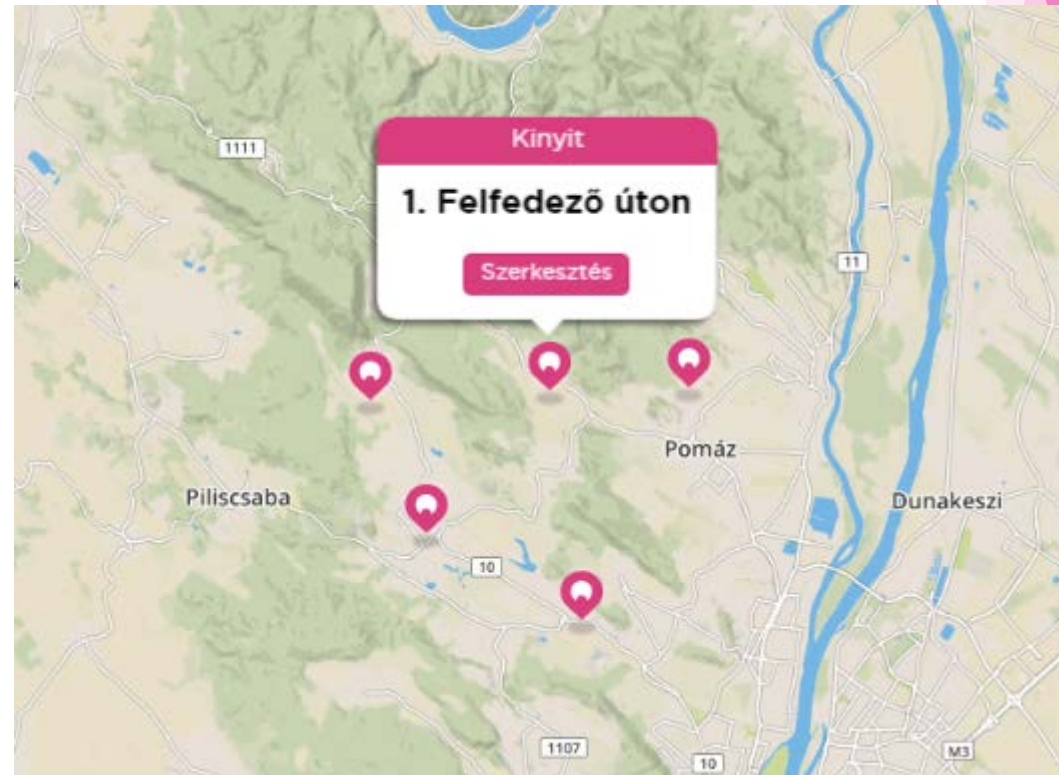 1111
Kinyit
1. Felfedező úton
Szerkesztés
11
Pomáz
Piliscsaba
Dunakeszi
10
1107
10
M3